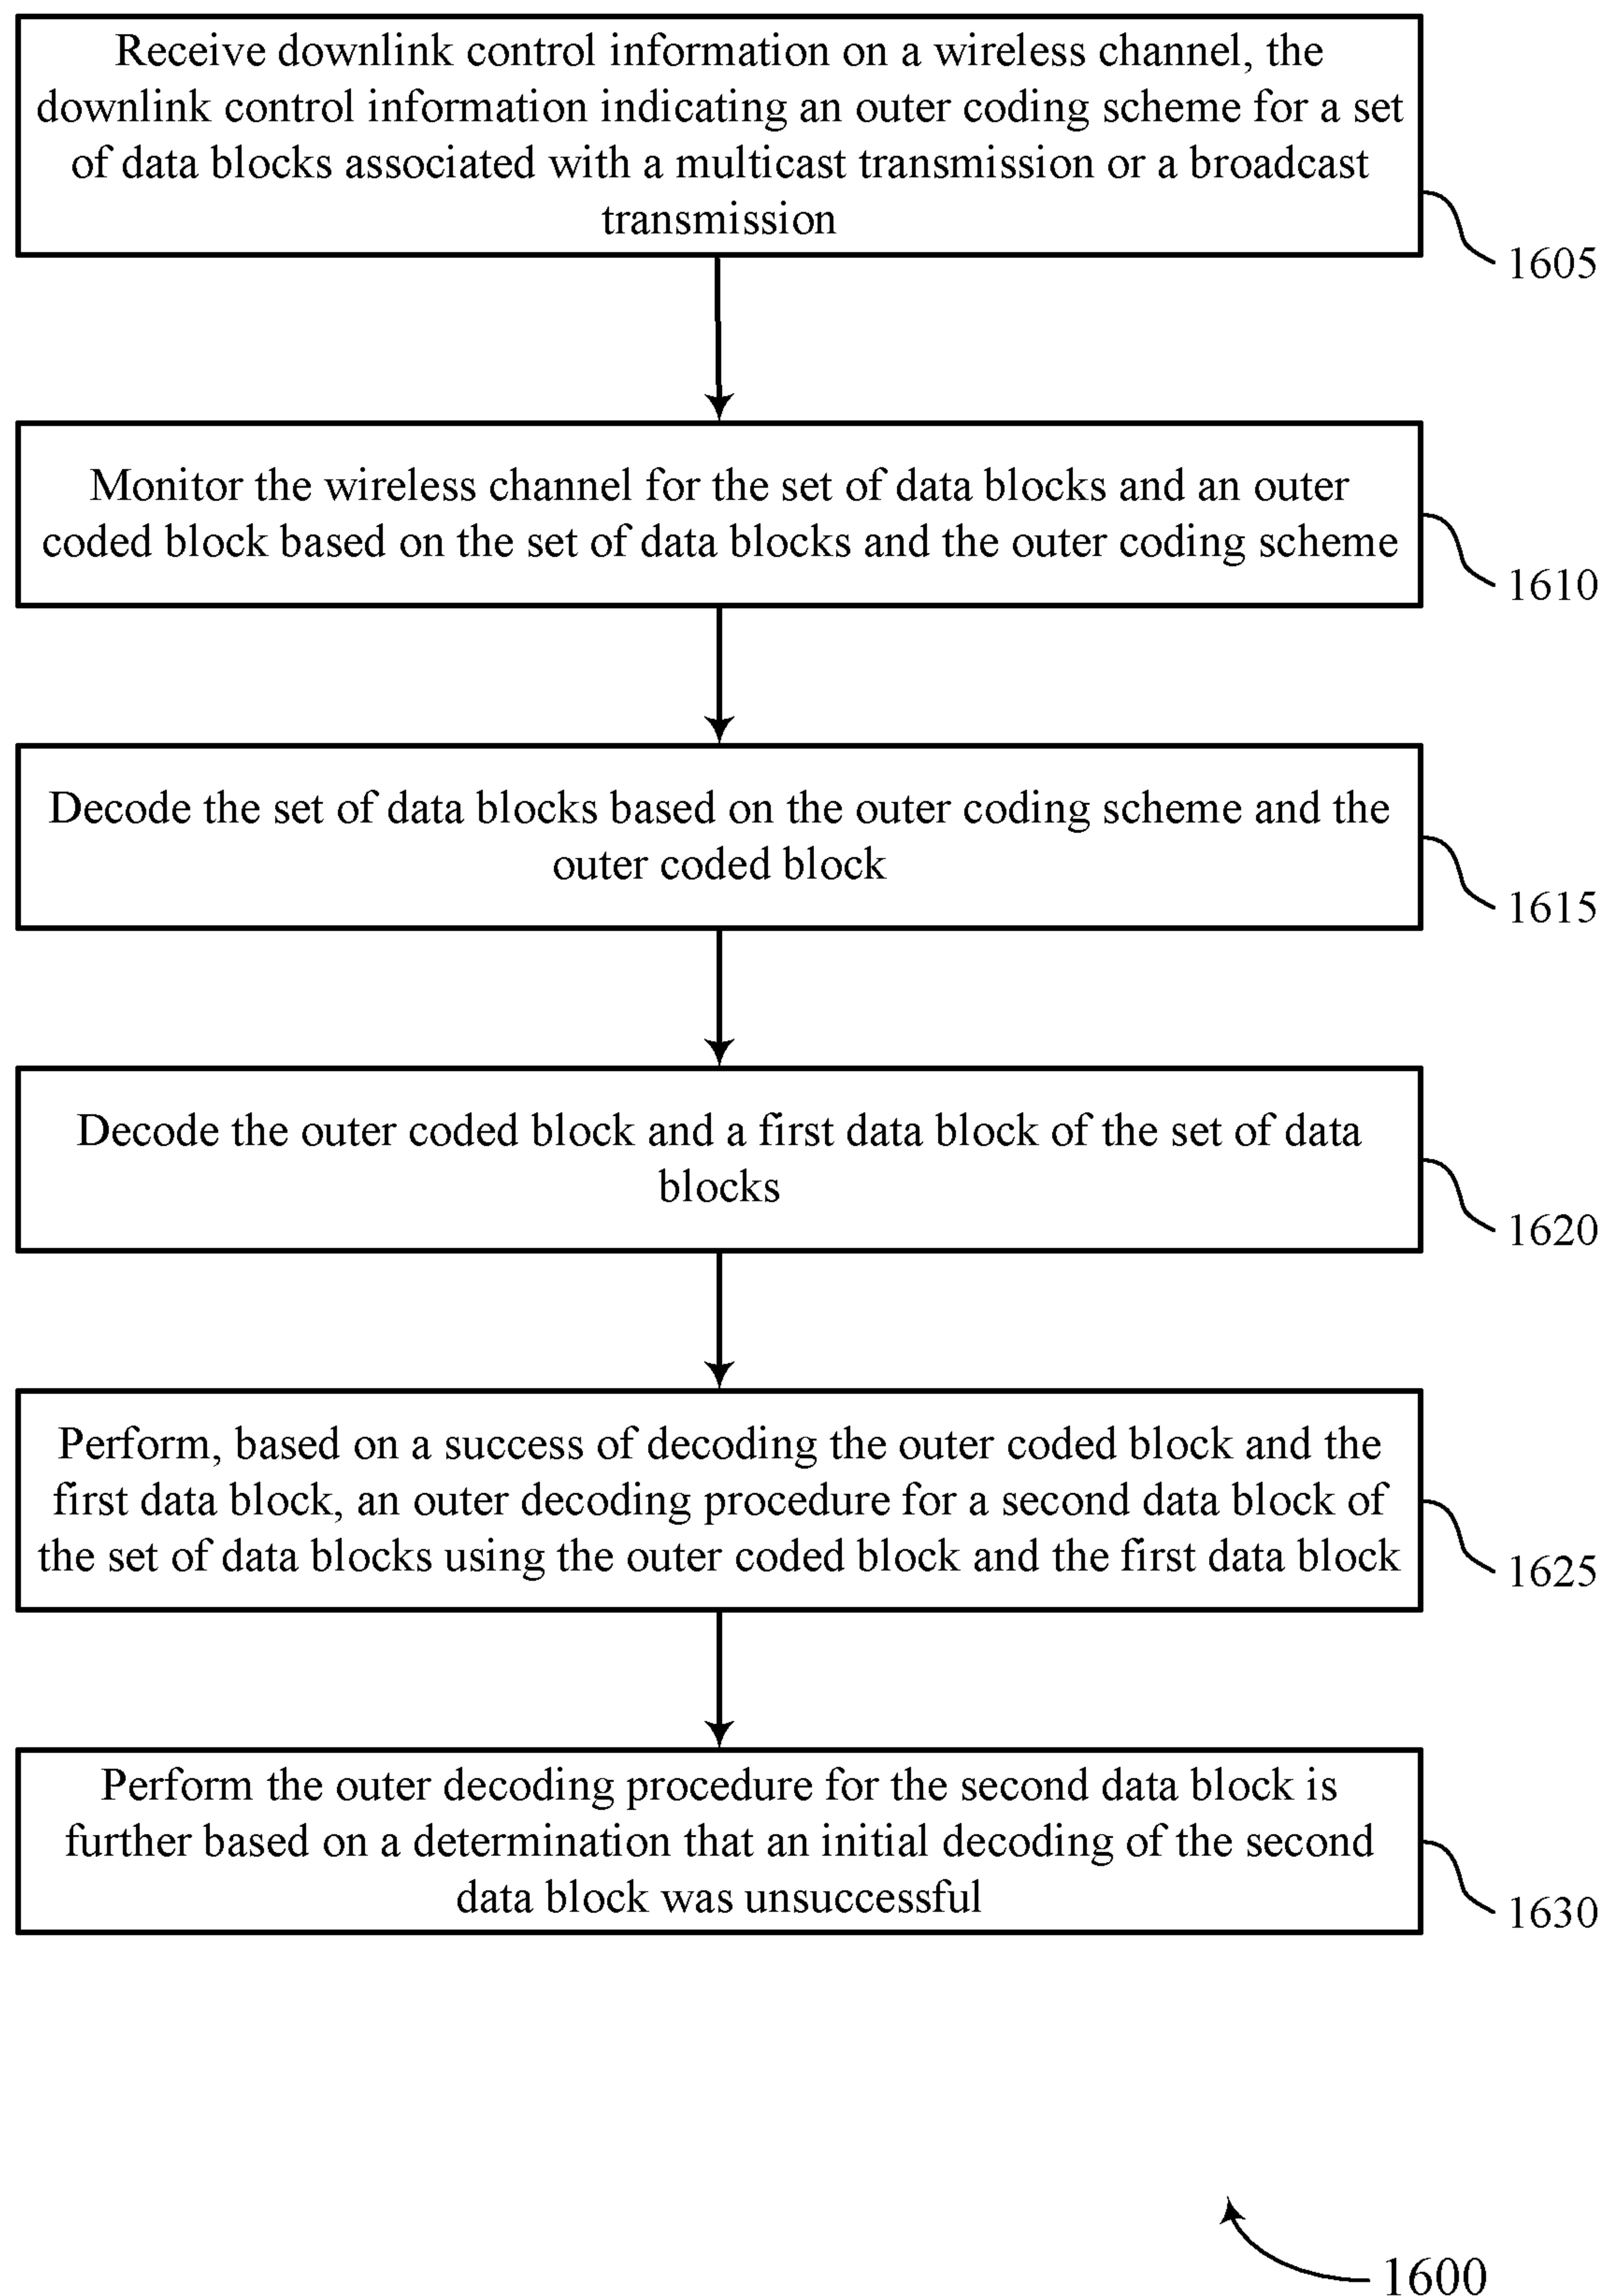 Receive downlink control information on a wireless channel, the
downlink control information indicating an outer coding scheme for a set
of data blocks associated with a multicast transmission or a broadcast
transmission
1605
Monitor the wireless channel for the set of data blocks and an outer
coded block based on the set of data blocks and the outer coding scheme
1610
Decode the set of data blocks based on the outer coding scheme and the
outer coded block
1615
Decode the outer coded block and a first data block of the set of data
blocks
1620
Perform, based on a success of decoding the outer coded block and the
first data block, an outer decoding procedure for a second data block of
the set of data blocks using the outer coded block and the first data block
1625
Perform the outer decoding procedure for the second data block is
further based on a determination that an initial decoding of the second
data block was unsuccessful
1630
1600